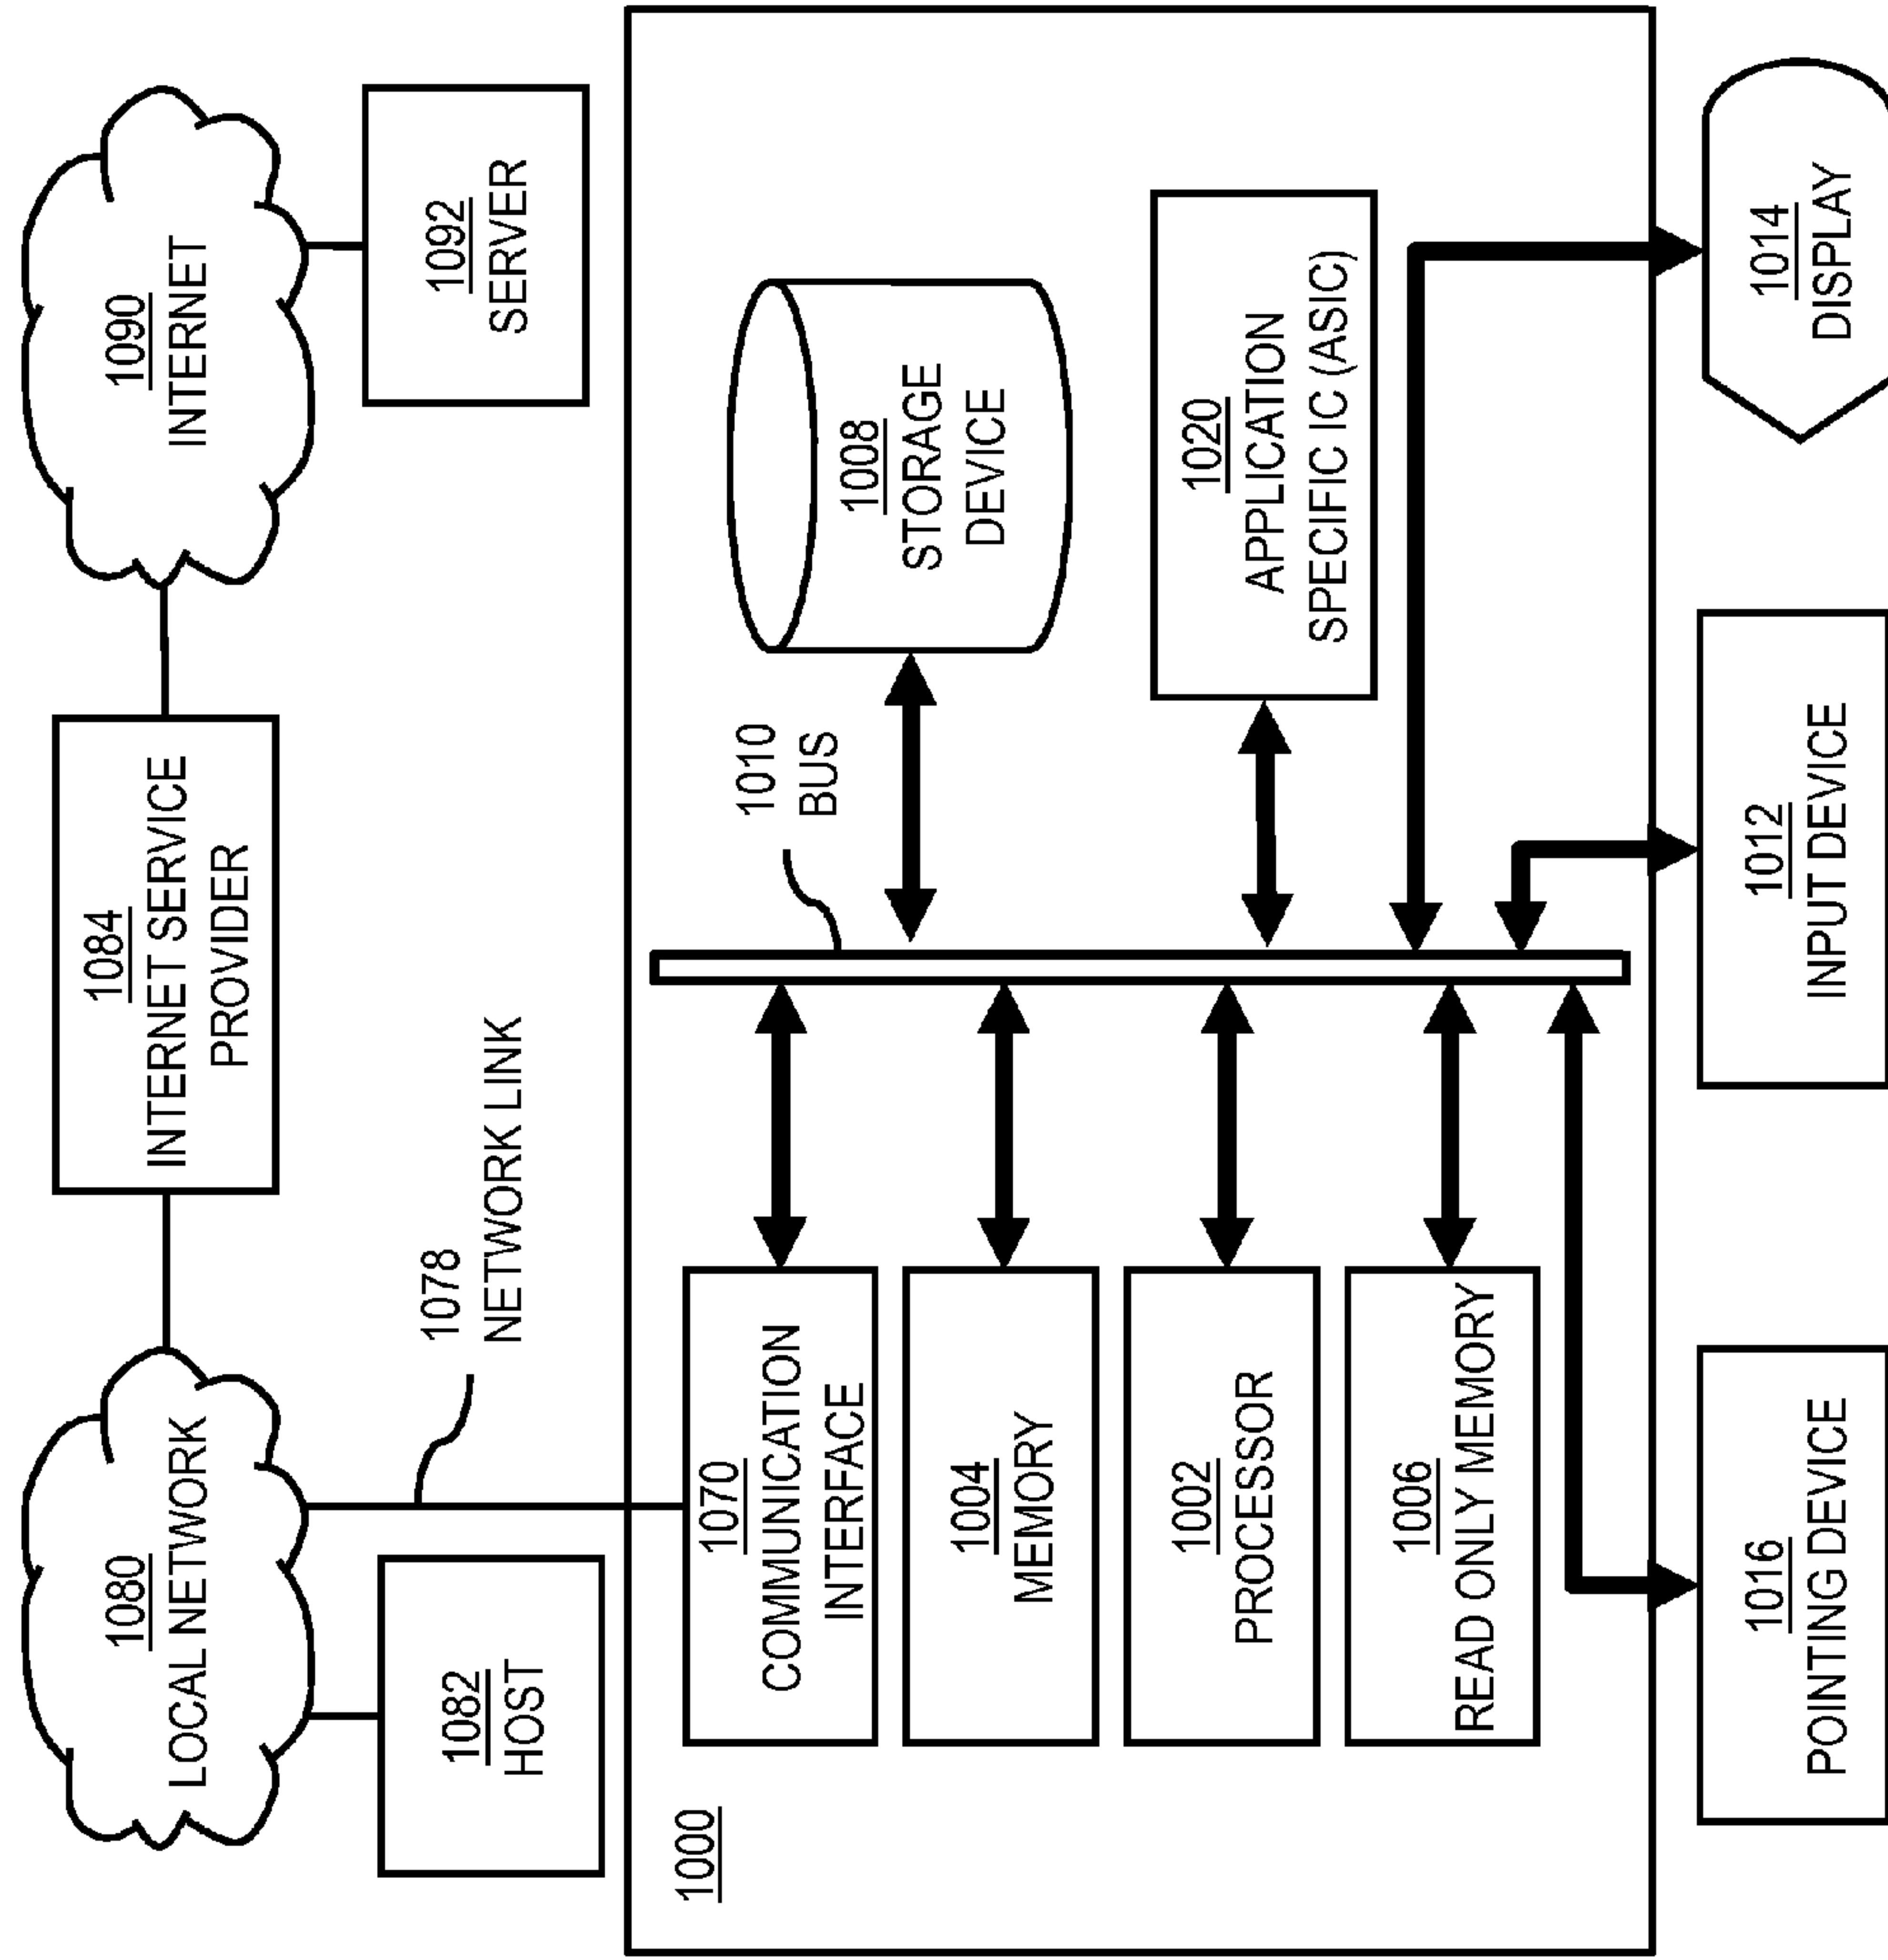 1080
LOCAL NETWORK
1084
INTERNET SERVICE
PROVIDER
1090
INTERNET
1082
HOST
1078
NETWORK LINK
1092
SERVER
1000
1070
COMMUNICATION
INTERFACE
1010
BUS
1008
STORAGE
DEVICE
1004
MEMORY
1002
PROCESSOR
1020
APPLICATION
SPECIFIC IC (ASIC)
1006
READ ONLY MEMORY
1016
POINTING DEVICE
1012
INPUT DEVICE
1014
DISPLAY